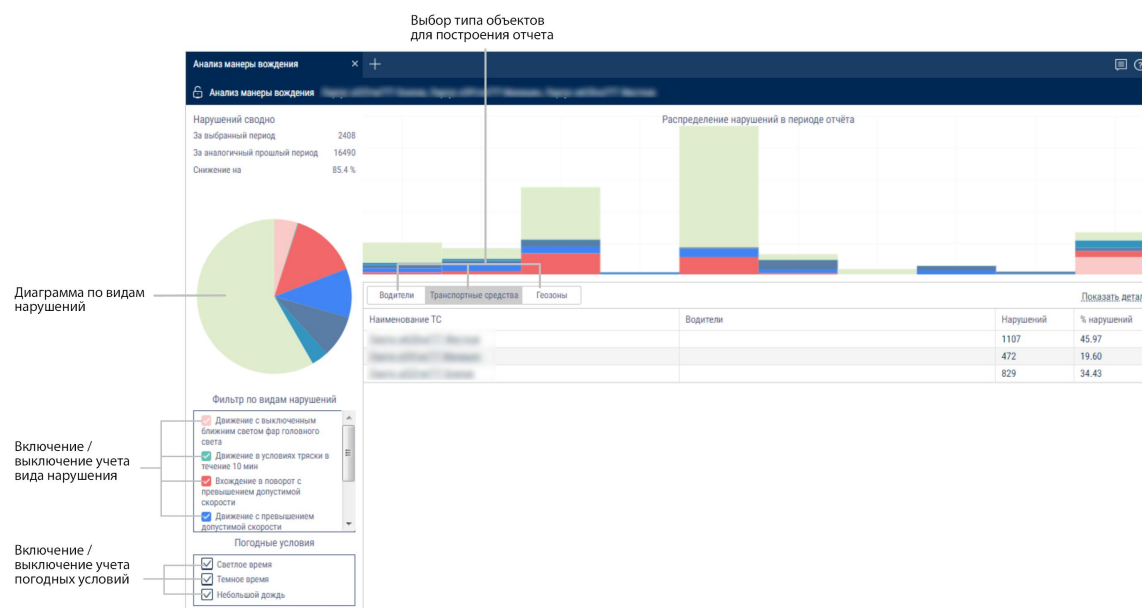 Выбор типа объектов
для построения отчета
Анализ манеры вождения
Анализ манеры вождения
Нарушений сводно
За выбранный период 2408
За аналогичный прошлый период 16490
Снижение на 85.4 %
Распределение нарушений в периоде отчёта
Диаграмма по видам
нарушений
Водители Транспортные средства Геозоны
Показать детал
Наименование ТС Водители Нарушений % нарушений
1107 45.97
472 19.60
829 34.43
Фильтр по видам нарушений
Движение с выключенным
ближним светом фар головного
света
Движение в условиях тряски в
течение 10 мин
Вхождение в поворот с
превышением допустимой
скорости
Движение с превышением
допустимой скорости
Включение /
выключение учета
вида нарушения
Погодные условия
Светлое время
Темное время
Небольшой дождь
Включение /
выключение учета
погодных условий